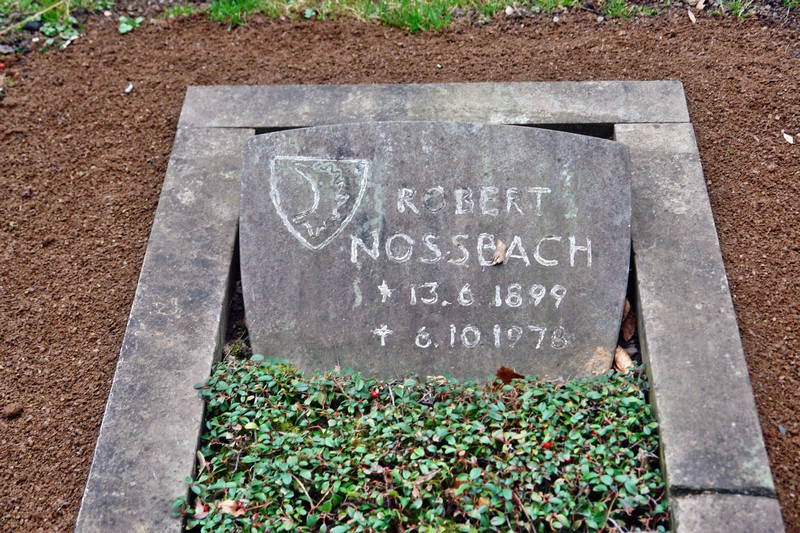 ROBERT
NOSSBACH
* 13.6.1899
✝ 6.10.1978